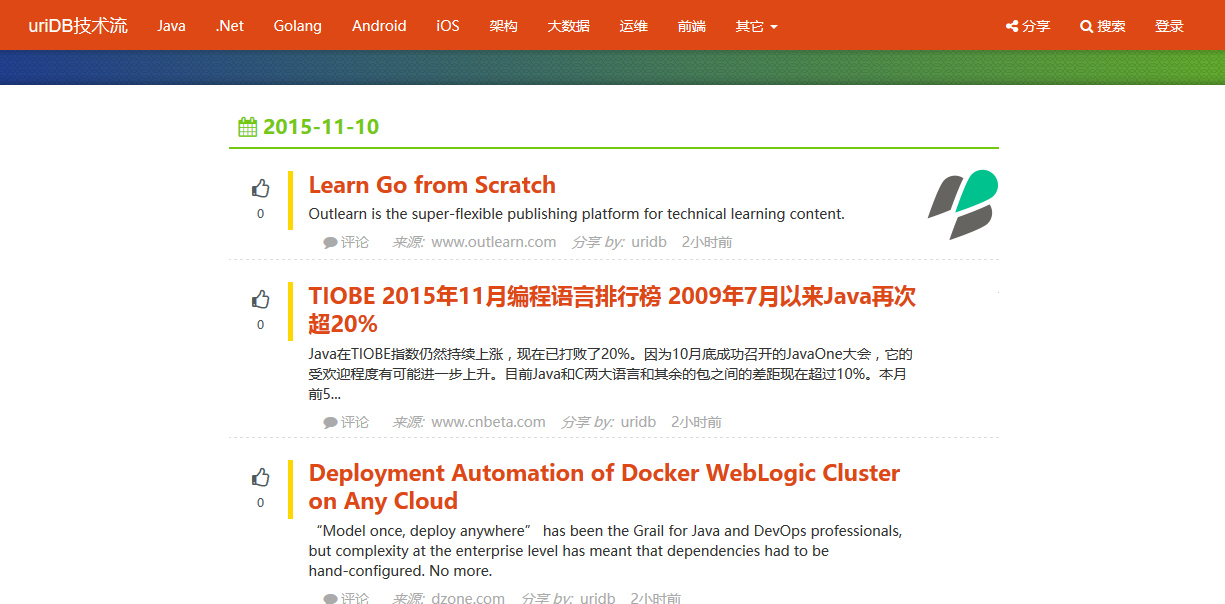 uriDB技术流 Java .Net Golang Android iOS 架构 大数据 运维 前端 其它 分享 搜索 登录
2015-11-10
Learn Go from Scratch
0
Outlearn is the super-flexible publishing platform for technical learning content.
评论 来源: www.outlearn.com 分享 by: uridb 2小时前
TIOBE 2015年11月编程语言排行榜 2009年7月以来Java再次
超20%
0
Java在TIOBE指数仍然持续上涨，现在已打败了20%。因为10月底成功召开的JavaOne大会，它的
受欢迎程度有可能进一步上升。目前Java和C两大语言和其余的包之间的差距现在超过10%。本月
前5...
评论 来源: www.cnbeta.com 分享 by: uridb 2小时前
Deployment Automation of Docker WebLogic Cluster
on Any Cloud
0
“Model once, deploy anywhere” has been the Grail for Java and DevOps professionals,
but complexity at the enterprise level has meant that dependencies had to be
hand-configured. No more.
评论 来源: dzone.com 分享 by: uridb 2小时前